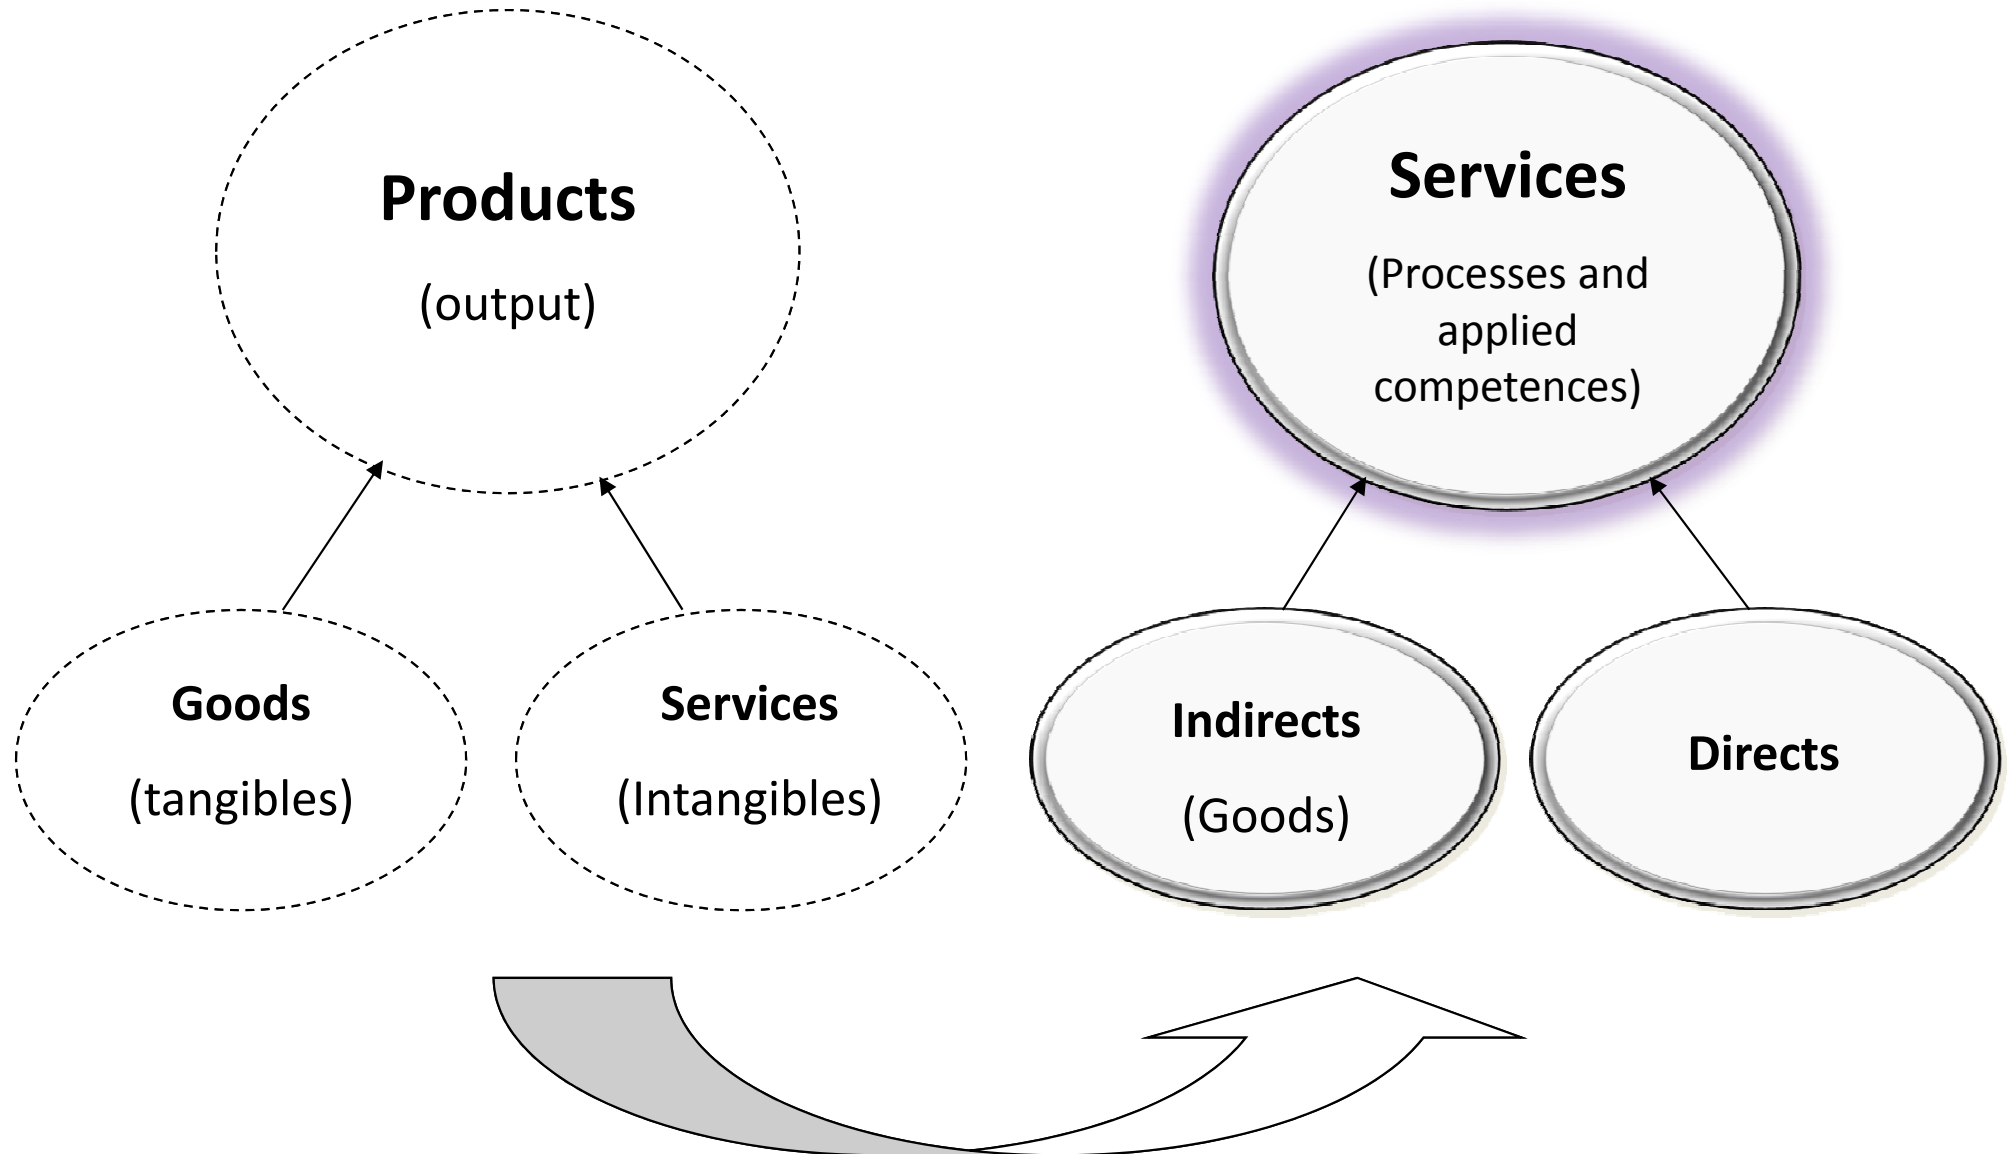 Products
(output)
Services
(Processes and
applied
competences)
Goods
(tangibles)
Services
(Intangibles)
Indirects
(Goods)
Directs